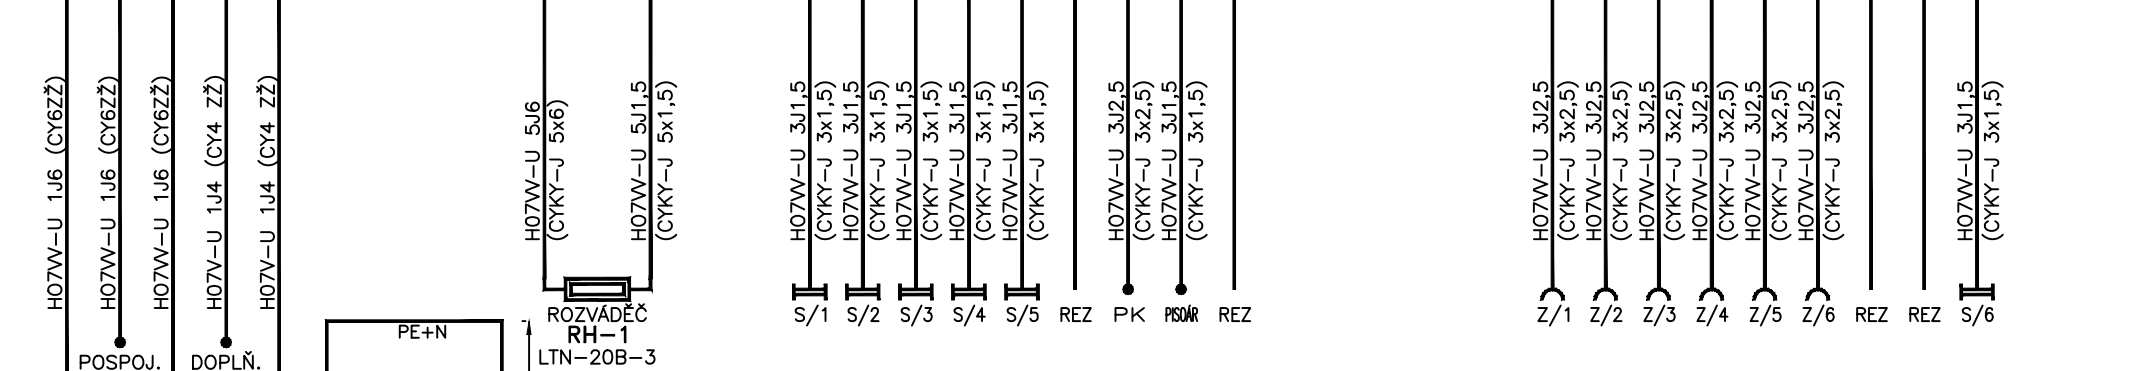 H07VV-U 1J6 (CY6ZŽ)
H07VV-U 1J6 (CY6ZŽ)
H07VV-U 1J6 (CY6ZŽ)
H07V-U 1J4 (CY4 ZŽ)
H07V-U 1J4 (CY4 ZŽ)
POSPOJ.
DOPLŇ.
PE+N
H07VV-U 5J6
(CYKY-J 5x6)
H07VV-U 5J1,5
(CYKY-J 5x1,5)
ROZVÁDĚČ
RH-1
LTN-20B-3
H07VV-U 3J1,5
(CYKY-J 3x1,5)
H07VV-U 3J1,5
(CYKY-J 3x1,5)
H07VV-U 3J1,5
(CYKY-J 3x1,5)
H07VV-U 3J1,5
(CYKY-J 3x1,5)
H07VV-U 3J1,5
(CYKY-J 3x1,5)
H07VV-U 3J2,5
(CYKY-J 3x2,5)
H07VV-U 3J1,5
(CYKY-J 3x1,5)
S/1 S/2 S/3 S/4 S/5 REZ PK PISOÁR REZ
H07VV-U 3J2,5
(CYKY-J 3x2,5)
H07VV-U 3J2,5
(CYKY-J 3x2,5)
H07VV-U 3J2,5
(CYKY-J 3x2,5)
H07VV-U 3J2,5
(CYKY-J 3x2,5)
H07VV-U 3J2,5
(CYKY-J 3x2,5)
H07VV-U 3J2,5
(CYKY-J 3x2,5)
H07VV-U 3J1,5
(CYKY-J 3x1,5)
Z/1 Z/2 Z/3 Z/4 Z/5 Z/6 REZ REZ S/6